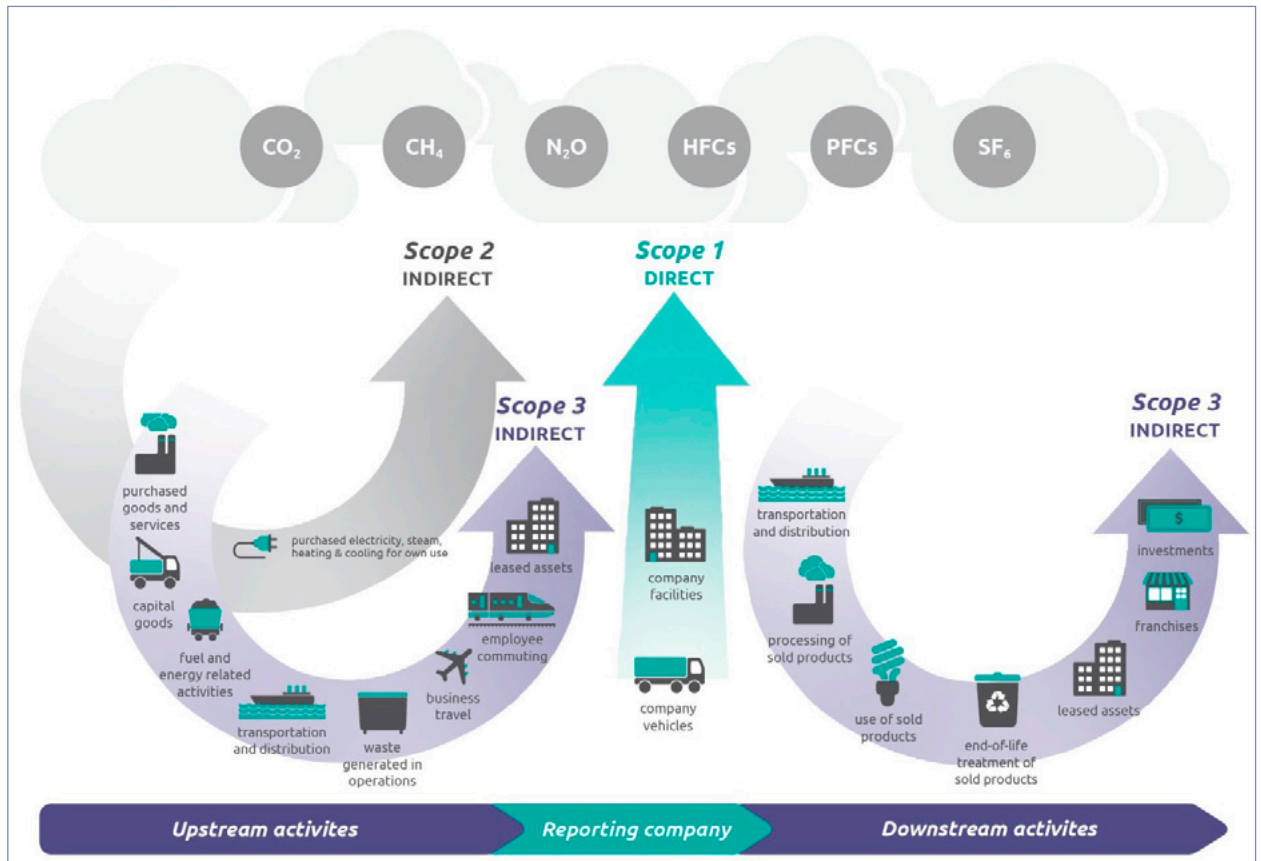 CO₂
CH₄
N₂O
HFCs
PFCs
SF₆
Scope 2
INDIRECT
Scope 1
DIRECT
Scope 3
INDIRECT
Scope 3
INDIRECT
purchased
goods and
services
capital
goods
fuel and
energy related
activities
purchased electricity, steam,
heating & cooling for own use
transportation
and distribution
waste
generated in
operations
business
travel
employee
commuting
leased assets
company
facilities
company
vehicles
transportation
and distribution
processing of
sold products
use of sold
products
end-of-life
treatment of
sold products
leased assets
franchises
$
investments
Upstream activites
Reporting company
Downstream activites